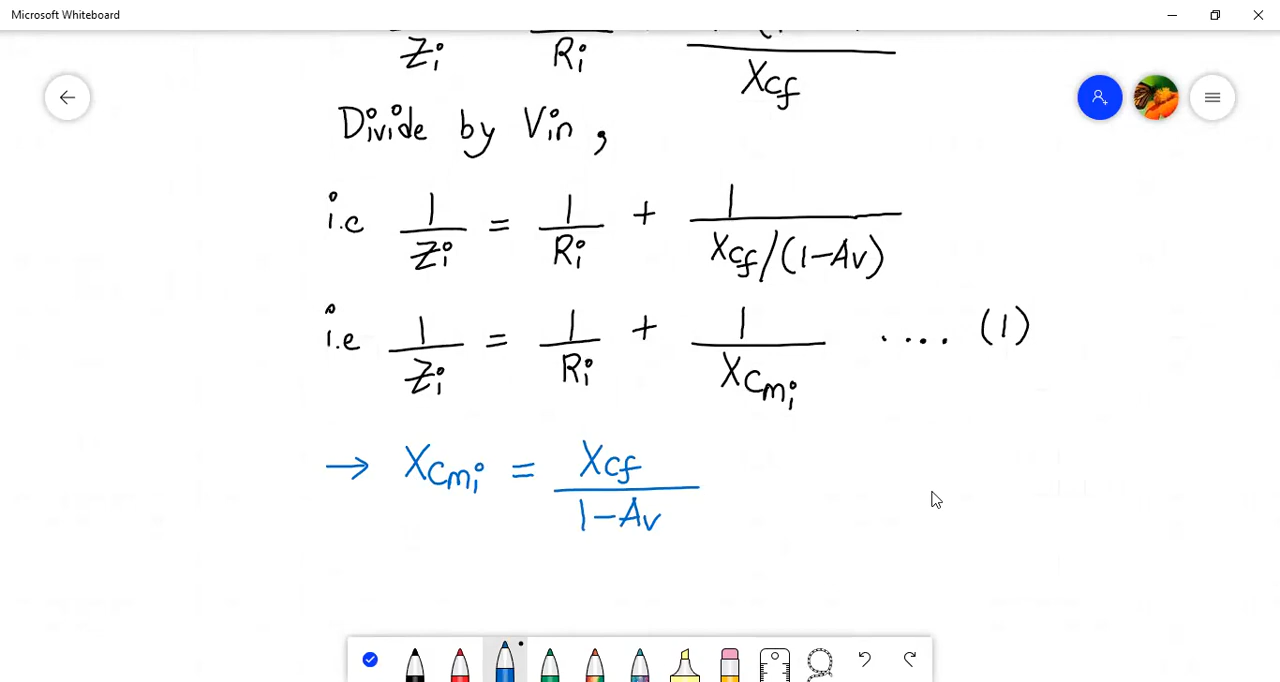 Microsoft Whiteboard
Zi Ri XCf
Divide by Vin,
i.c 1/Zi = 1/Ri + 1/(XCf/(1-Av))
i.e 1/Zi = 1/Ri + 1/XCmi .... (1)
→ XCmi = XCf/(1-Av)